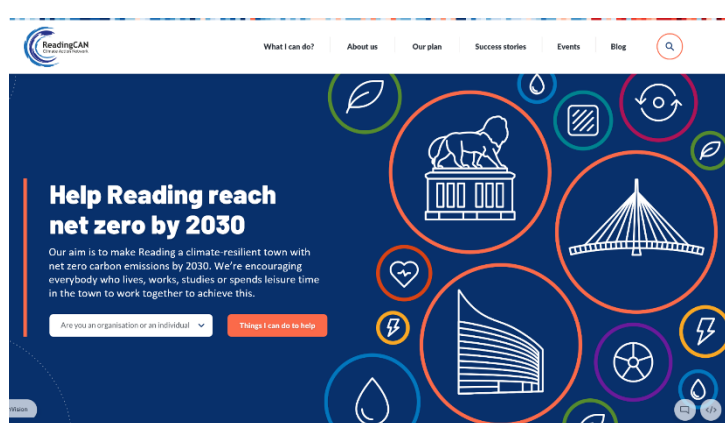 ReadingCAN
Climate Action Network
What I can do?
About us
Our plan
Success stories
Events
Blog
Help Reading reach
net zero by 2030
Our aim is to make Reading a climate-resilient town with
net zero carbon emissions by 2030. We're encouraging
everybody who lives, works, studies or spends leisure time
in the town to work together to achieve this.
Are you an organisation or an individual
Things I can do to help